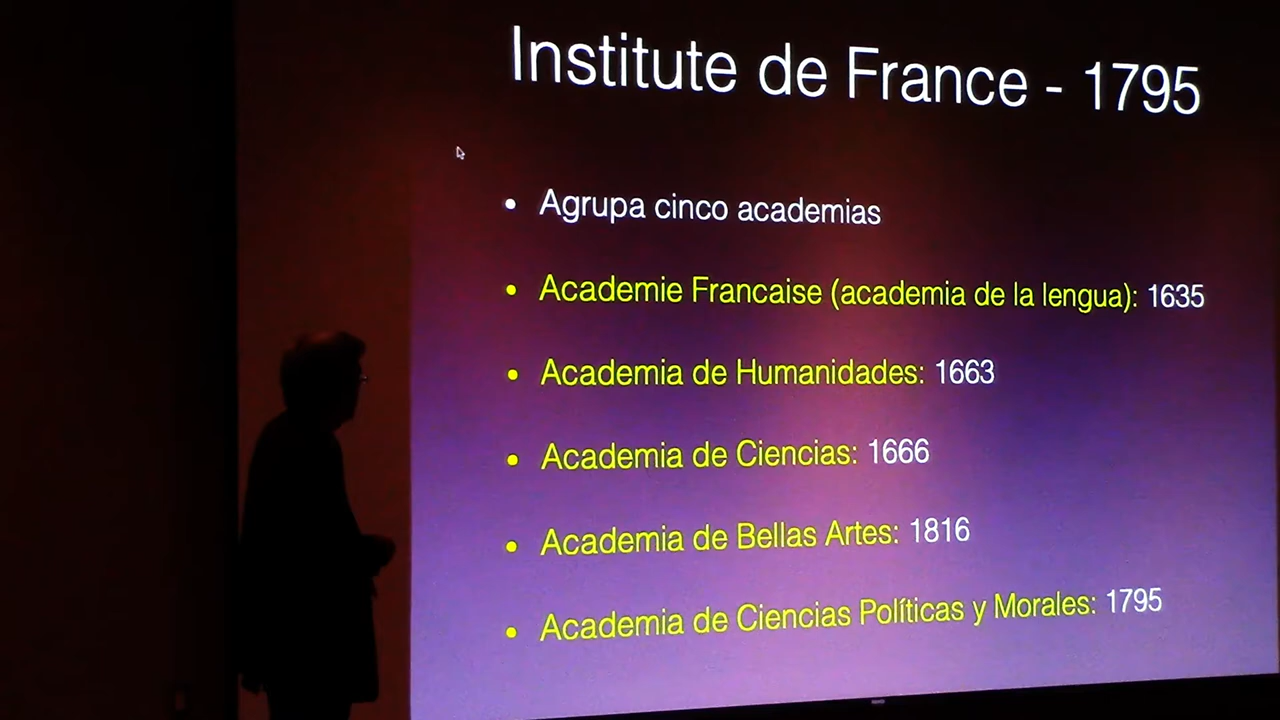 Institute de France - 1795
• Agrupa cinco academias
• Academie Francaise (academia de la lengua): 1635
• Academia de Humanidades: 1663
• Academia de Ciencias: 1666
• Academia de Bellas Artes: 1816
• Academia de Ciencias Políticas y Morales: 1795